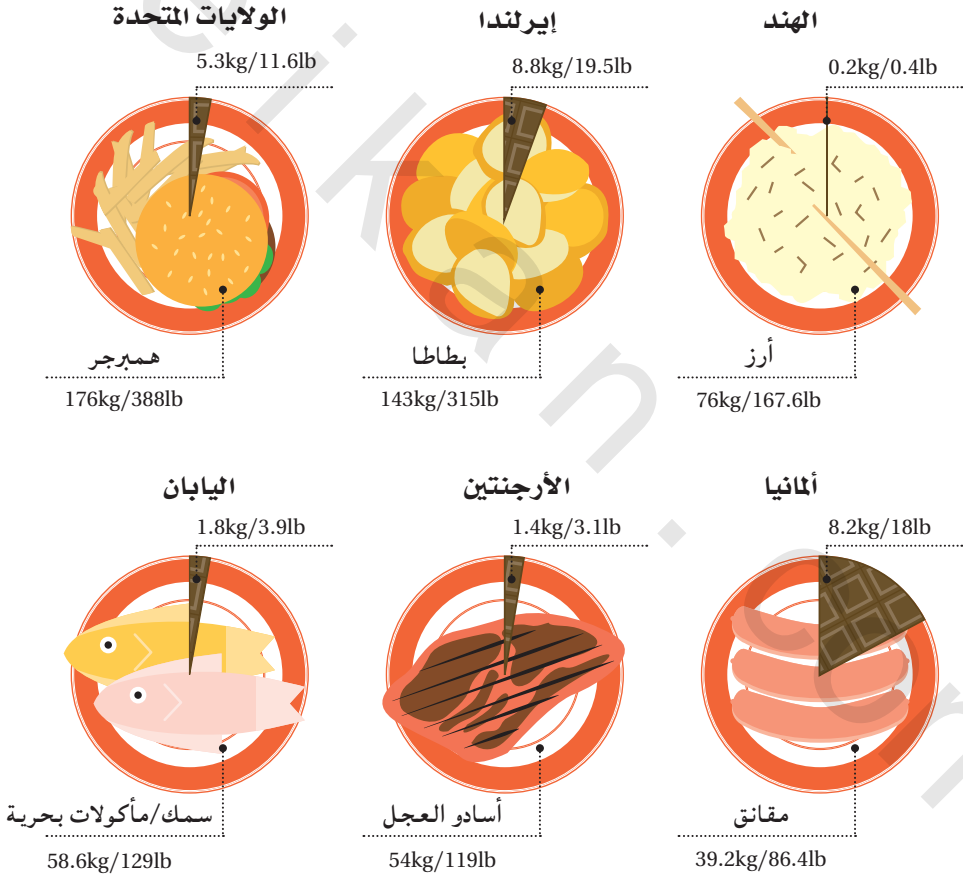 الولايات المتحدة
5.3kg/11.6lb
همبرجر
176kg/388lb
إيرلندا
8.8kg/19.5lb
بطاطا
143kg/315lb
الهند
0.2kg/0.4lb
أرز
76kg/167.6lb
اليابان
1.8kg/3.9lb
سمك/مأكولات بحرية
58.6kg/129lb
الأرجنتين
1.4kg/3.1lb
أسادو العجل
54kg/119lb
ألمانيا
8.2kg/18lb
مقانق
39.2kg/86.4lb